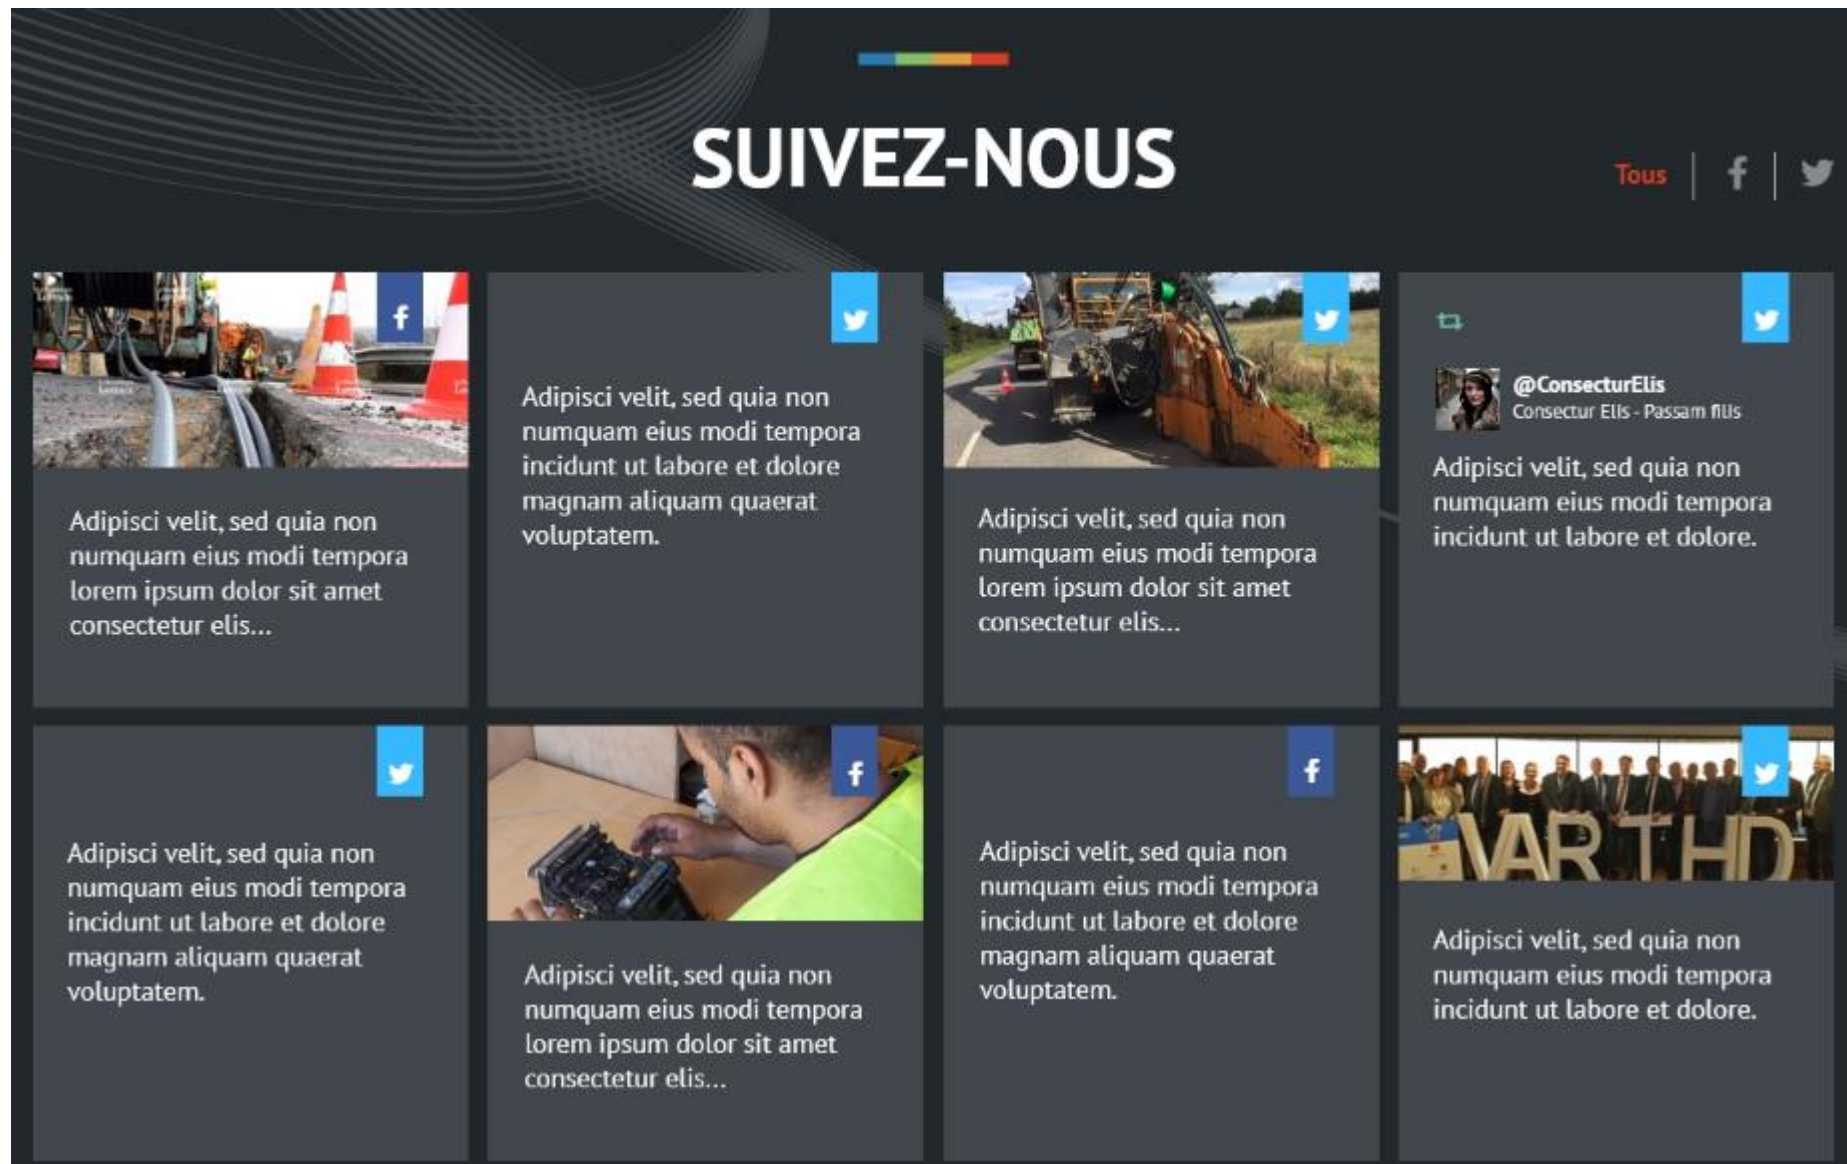 SUIVEZ-NOUS
Tous
Adipisci velit, sed quia non
numquam eius modi tempora
lorem ipsum dolor sit amet
consectetur elis...
Adipisci velit, sed quia non
numquam eius modi tempora
incidunt ut labore et dolore
magnam aliquam quaerat
voluptatem.
Adipisci velit, sed quia non
numquam eius modi tempora
lorem ipsum dolor sit amet
consectetur elis...
@ConsecturElis
Consectur Elis - Passam filis
Adipisci velit, sed quia non
numquam eius modi tempora
incidunt ut labore et dolore.
Adipisci velit, sed quia non
numquam eius modi tempora
incidunt ut labore et dolore
magnam aliquam quaerat
voluptatem.
Adipisci velit, sed quia non
numquam eius modi tempora
lorem ipsum dolor sit amet
consectetur elis...
Adipisci velit, sed quia non
numquam eius modi tempora
incidunt ut labore et dolore
magnam aliquam quaerat
voluptatem.
VAR THD
Adipisci velit, sed quia non
numquam eius modi tempora
incidunt ut labore et dolore.